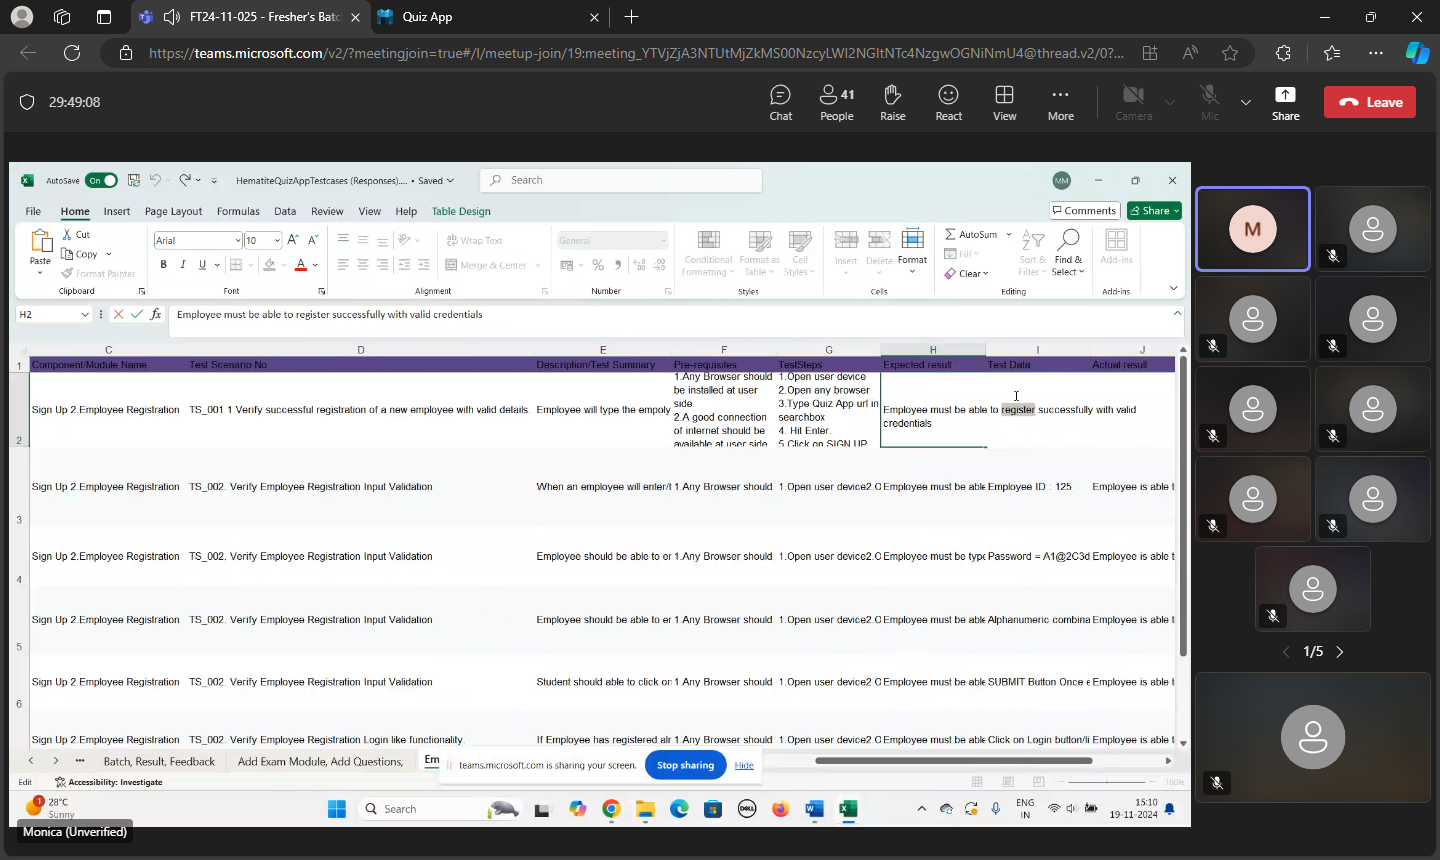 FT24-11-025 - Fresher's Batc
Quiz App
https://teams.microsoft.com/v2/?meetingjoin=true#/l/meetup-join/19:meeting_YTVjZjA3NTUtMjZkMS00NzcyLWI2NGItNTc4NzgwOGNiNmU4@thread.v2/0?...
29:49:08
Chat
41
People
Raise
React
View
More
Camera
Mic
Share
Leave
AutoSave On
HematiteQuizAppTestcases (Responses).... • Saved
Search
MM
File Home Insert Page Layout Formulas Data Review View Help Table Design
Comments
Share
Paste
Cut
Copy
Format Painter
Clipboard
Arial
10
B I U
Font
Wrap Text
Merge & Center
Alignment
General
Number
Conditional Formatting
Format as Table
Cell Styles
Styles
Insert
Delete
Format
Cells
AutoSum
Fill
Clear
Sort & Filter
Find & Select
Editing
Add-ins
Add-ins
H2
fx
Employee must be able to register successfully with valid credentials
C D E F G H I J
1 Component/Module Name Test Scenario No Description/Test Summary Pre-requisites TestSteps Expected result Test Data Actual result
2 Sign Up 2.Employee Registration TS_001 1.Verify successful registration of a new employee with valid details. Employee will type the empoly
1.Any Browser should
be installed at user
side.
2.A good connection
of internet should be
available at user side
1.Open user device
2.Open any browser
3.Type Quiz App url in
searchbox
4. Hit Enter.
5.Click on SIGN UP
Employee must be able to register successfully with valid
credentials
3 Sign Up 2.Employee Registration TS_002. Verify Employee Registration Input Validation When an employee will enter/t 1.Any Browser should 1.Open user device2.O Employee must be able Employee ID : 125 Employee is able t
4 Sign Up 2.Employee Registration TS_002. Verify Employee Registration Input Validation Employee should be able to er 1.Any Browser should 1.Open user device2.O Employee must be type Password = A1@2C3d Employee is able t
5 Sign Up 2.Employee Registration TS_002. Verify Employee Registration Input Validation Employee should be able to er 1.Any Browser should 1.Open user device2.O Employee must be able Alphanumeric combina Employee is able
6 Sign Up 2.Employee Registration TS_002. Verify Employee Registration Input Validation Student should able to click on 1.Any Browser should 1.Open user device2.O Employee must be able SUBMIT Button Once e Employee is able
Sign Up 2.Employee Registration TS_002. Verify Employee Registration Login like functionality. If Employee has registered alr 1.Any Browser should 1.Open user device2.O Employee must be able Click on Login button/li Employee is able
Batch, Result, Feedback
Add Exam Module, Add Questions,
Em
teams.microsoft.com is sharing your screen.
Stop sharing
Hide
Edit
Accessibility: Investigate
100%
1
28°C
Sunny
Search
DELL
ENG
IN
15:10
19-11-2024
Monica (Unverified)
M
1/5